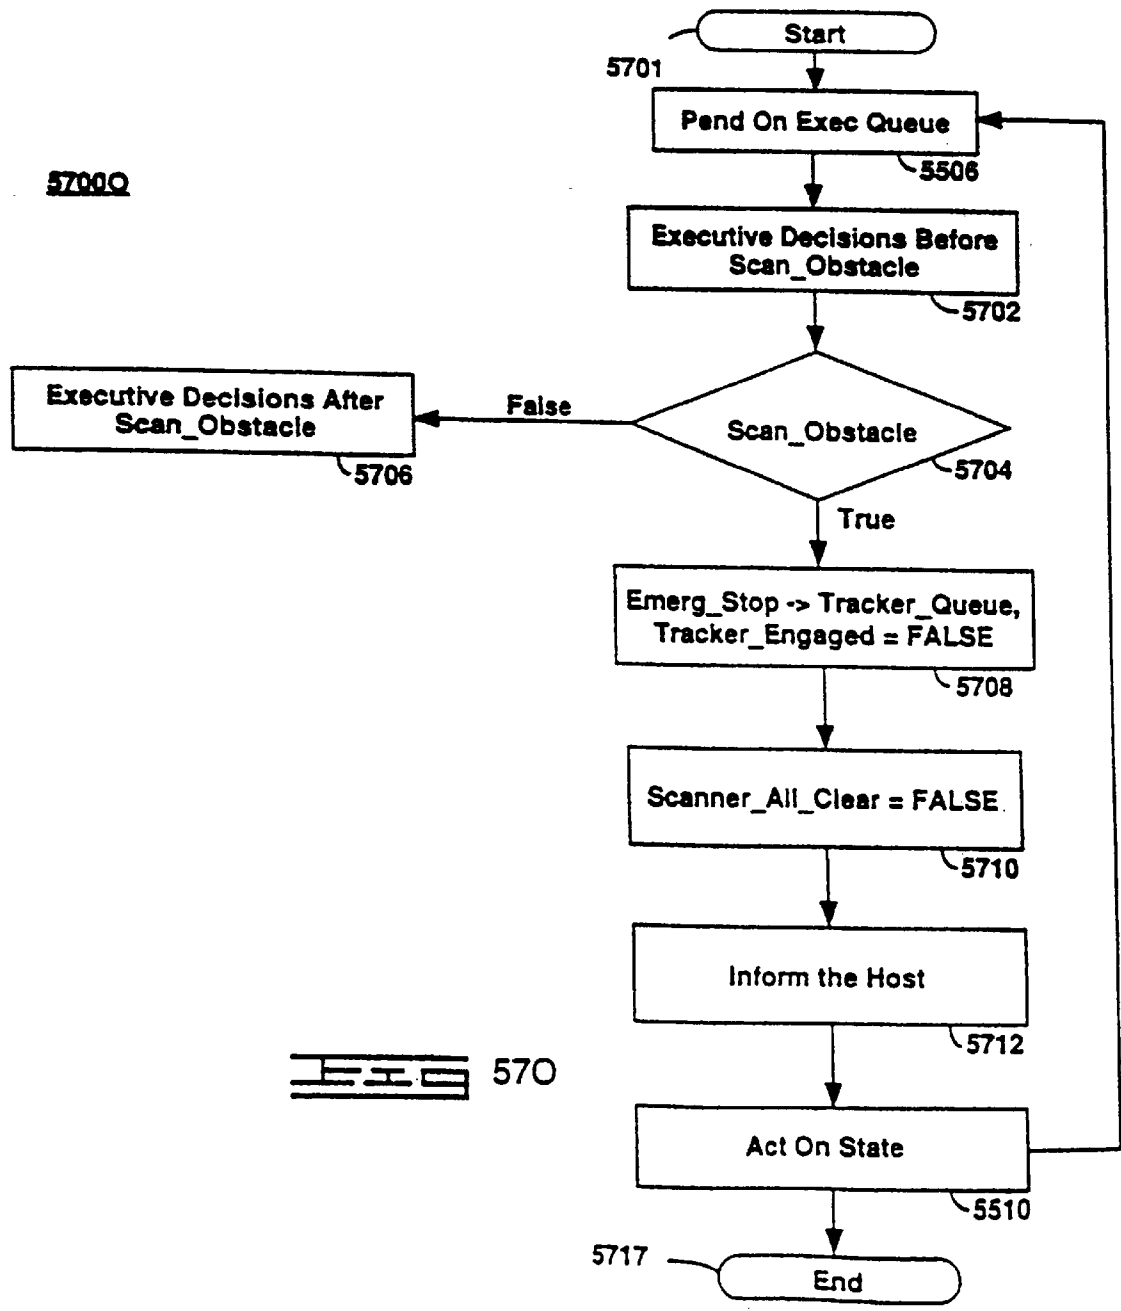 Start
5701
Pend On Exec Queue
5506
5700O
Executive Decisions Before
Scan_Obstacle
5702
Executive Decisions After
Scan_Obstacle
5706
False
Scan_Obstacle
5704
True
Emerg_Stop -> Tracker_Queue,
Tracker_Engaged = FALSE
5708
Scanner_All_Clear = FALSE
5710
Inform the Host
5712
57O
Act On State
5510
5717
End